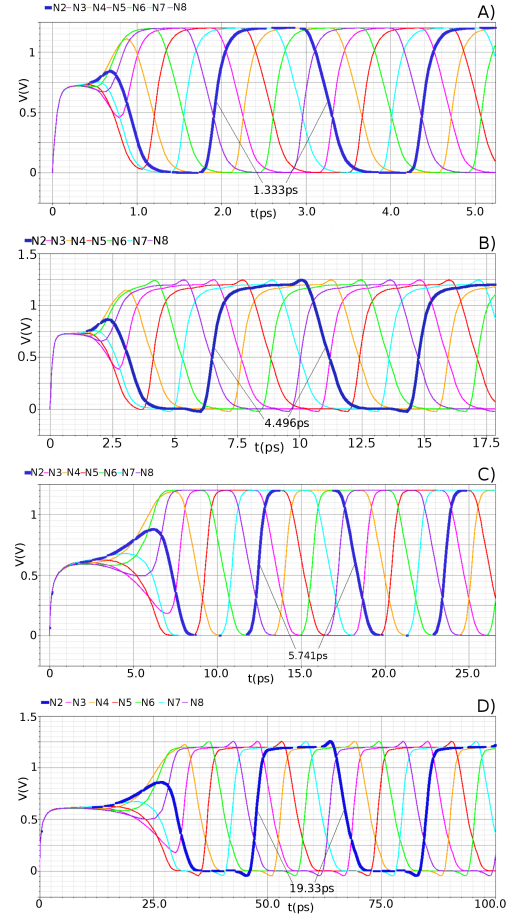 N2 N3 N4 N5 N6 N7 N8
A)
V(V)
1
0.5
0
1.333ps
0 1.0 2.0 3.0 4.0 5.0
t(ps)
N2 N3 N4 N5 N6 N7 N8
B)
1.5
V(V)
1
0.5
0
4.496ps
0 2.5 5 7.5 10 12.5 15 17.5
t(ps)
N2 N3 N4 N5 N6 N7 N8
C)
V(V)
1
0.5
0
5.741ps
0 5.0 10.0 15.0 20.0 25.0
t(ps)
N2 N3 N4 N5 N6 N7 N8
D)
1.5
V(V)
1
0.5
0
19.33ps
0.0 25.0 50.0 75.0 100.0
t(ps)